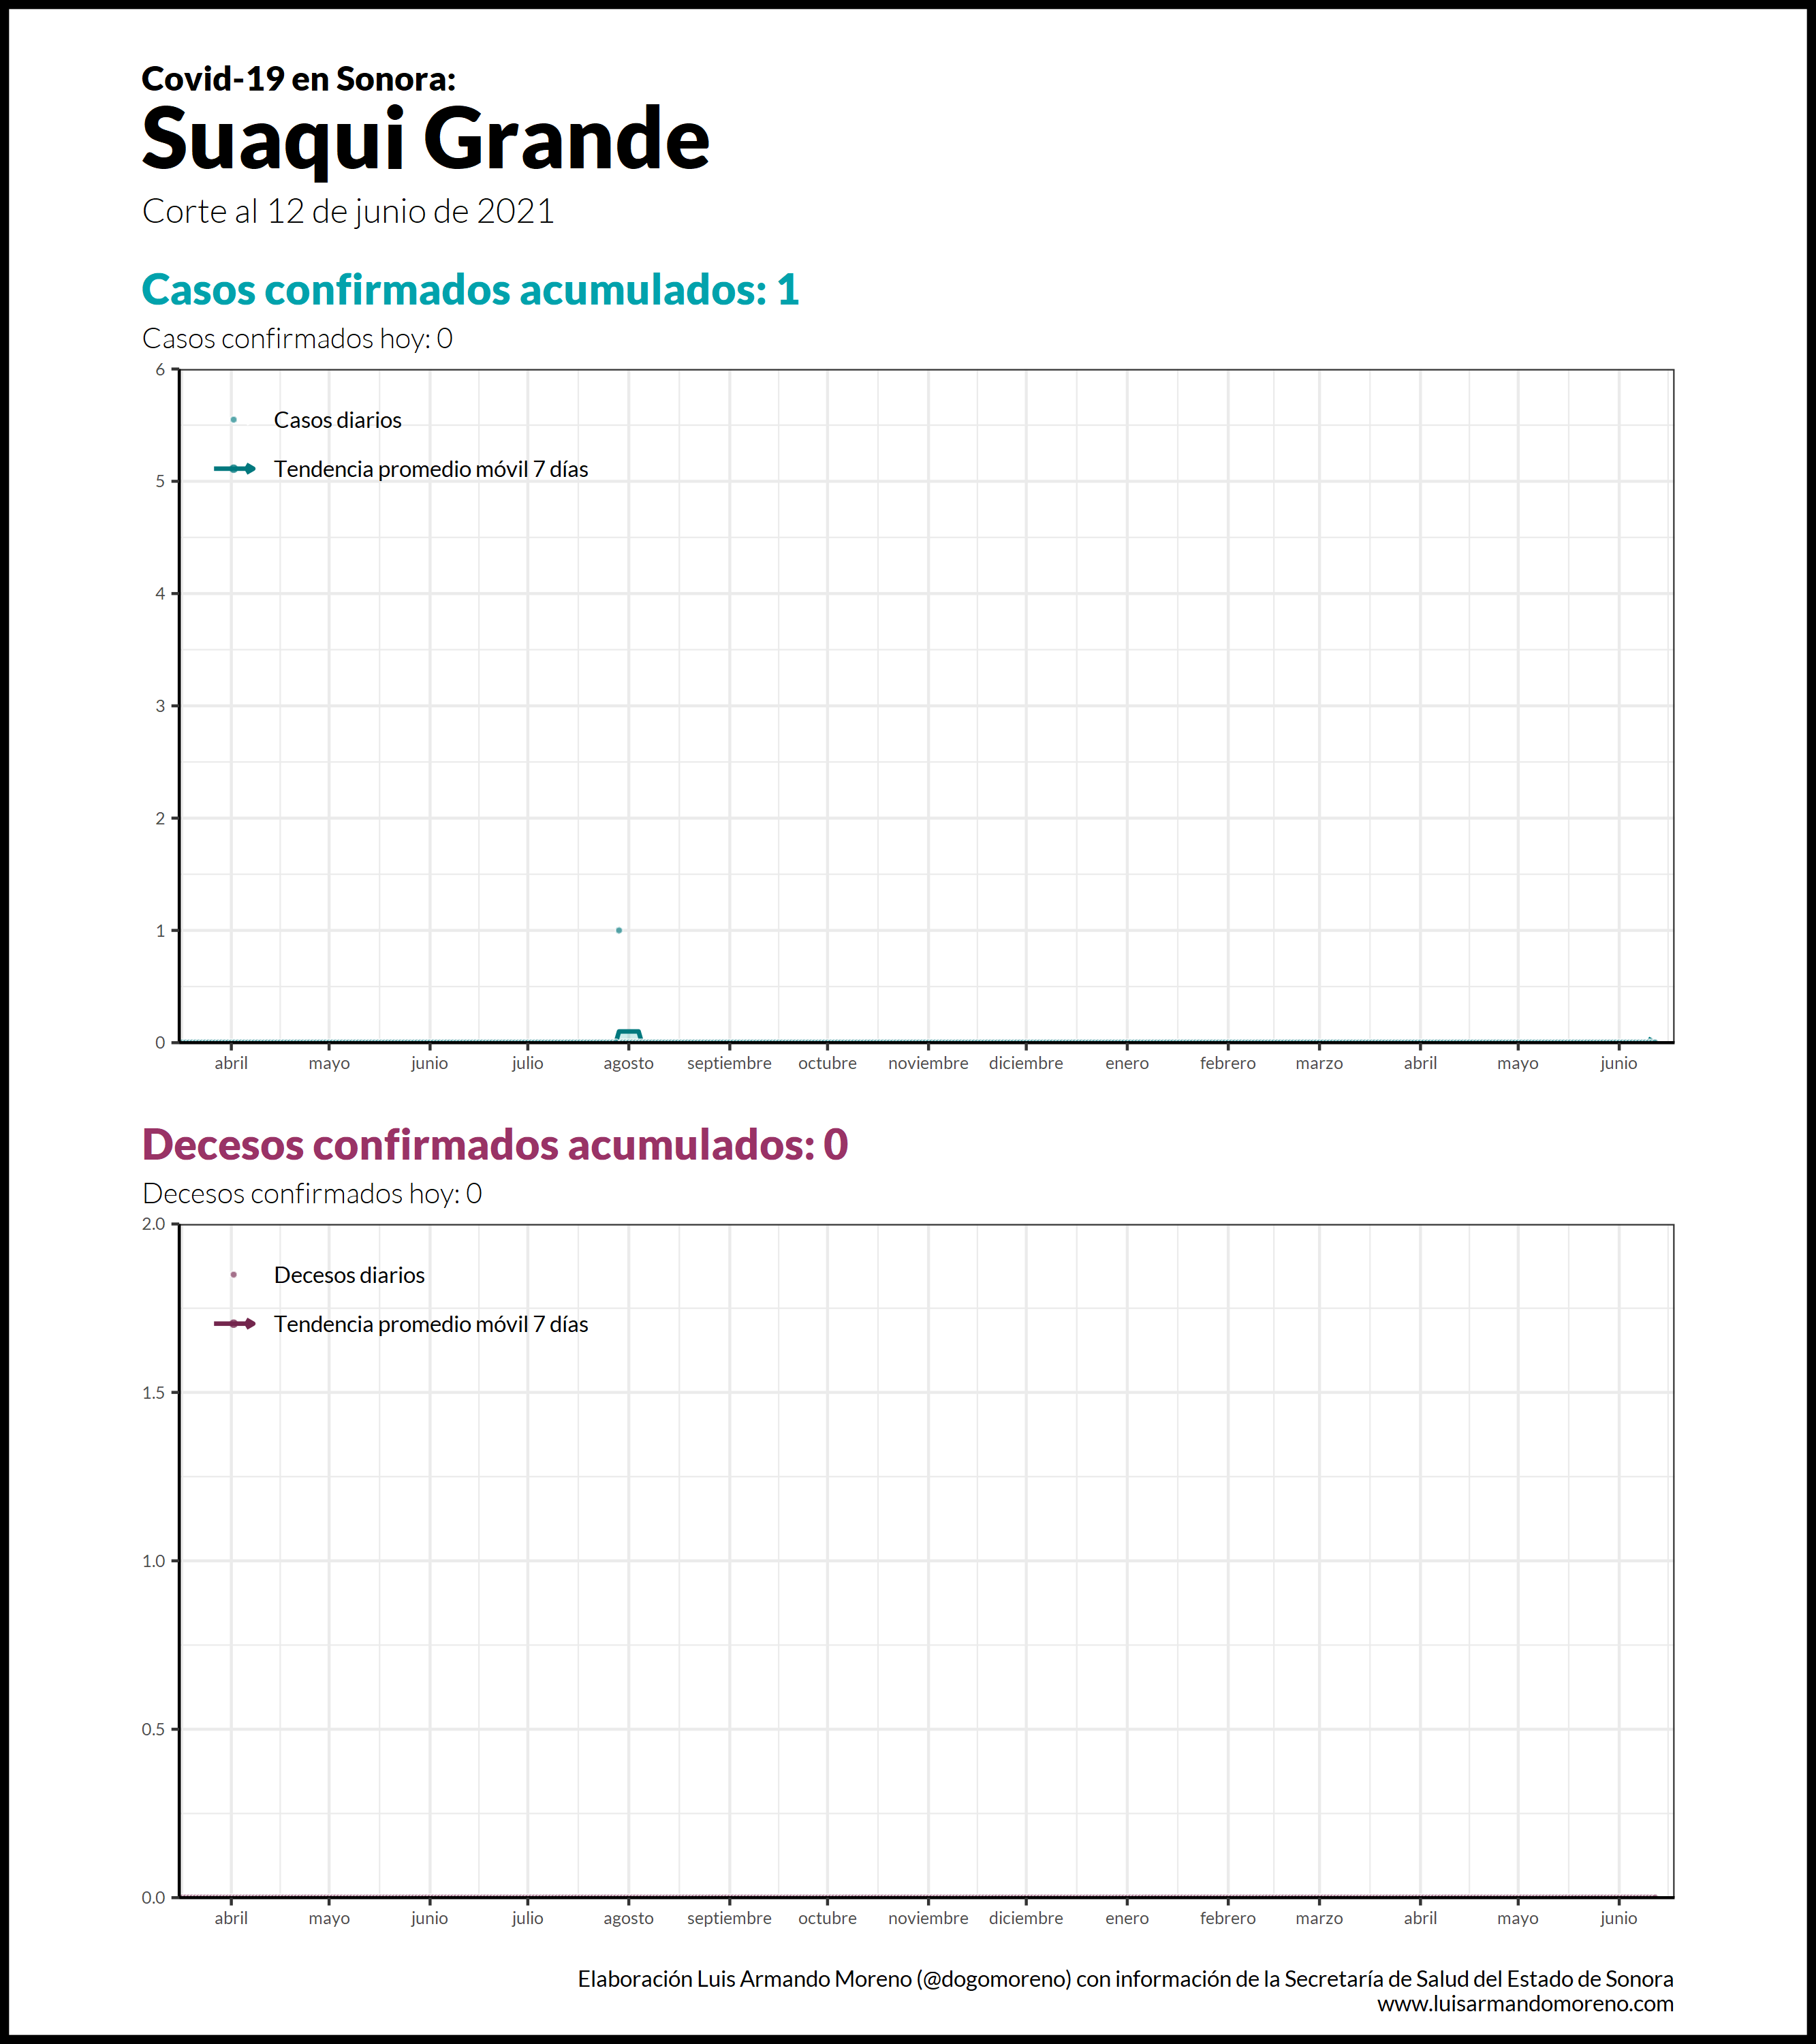 Covid-19 en Sonora:
Suaqui Grande
Corte al 12 de junio de 2021
Casos confirmados acumulados: 1
Casos confirmados hoy: 0
6
Casos diarios
Tendencia promedio móvil 7 días
5
4
3
2
1
0
abril mayo junio julio agosto septiembre octubre noviembre diciembre enero febrero marzo abril mayo junio
Decesos confirmados acumulados: 0
Decesos confirmados hoy: 0
2.0
Decesos diarios
Tendencia promedio móvil 7 días
1.5
1.0
0.5
0.0
abril mayo junio julio agosto septiembre octubre noviembre diciembre enero febrero marzo abril mayo junio
Elaboración Luis Armando Moreno (@dogomoreno) con información de la Secretaría de Salud del Estado de Sonora
www.luisarmandomoreno.com